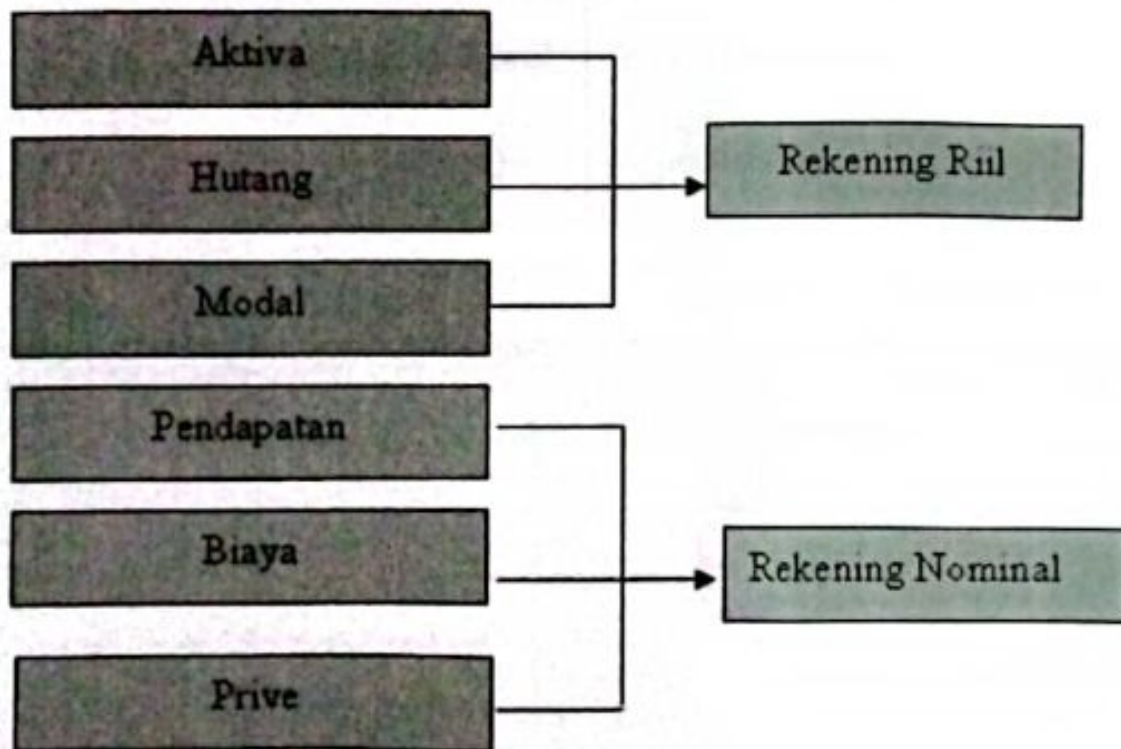 Aktiva
Hutang
Modal
Rekening Riil
Pendapatan
Biaya
Prive
Rekening Nominal